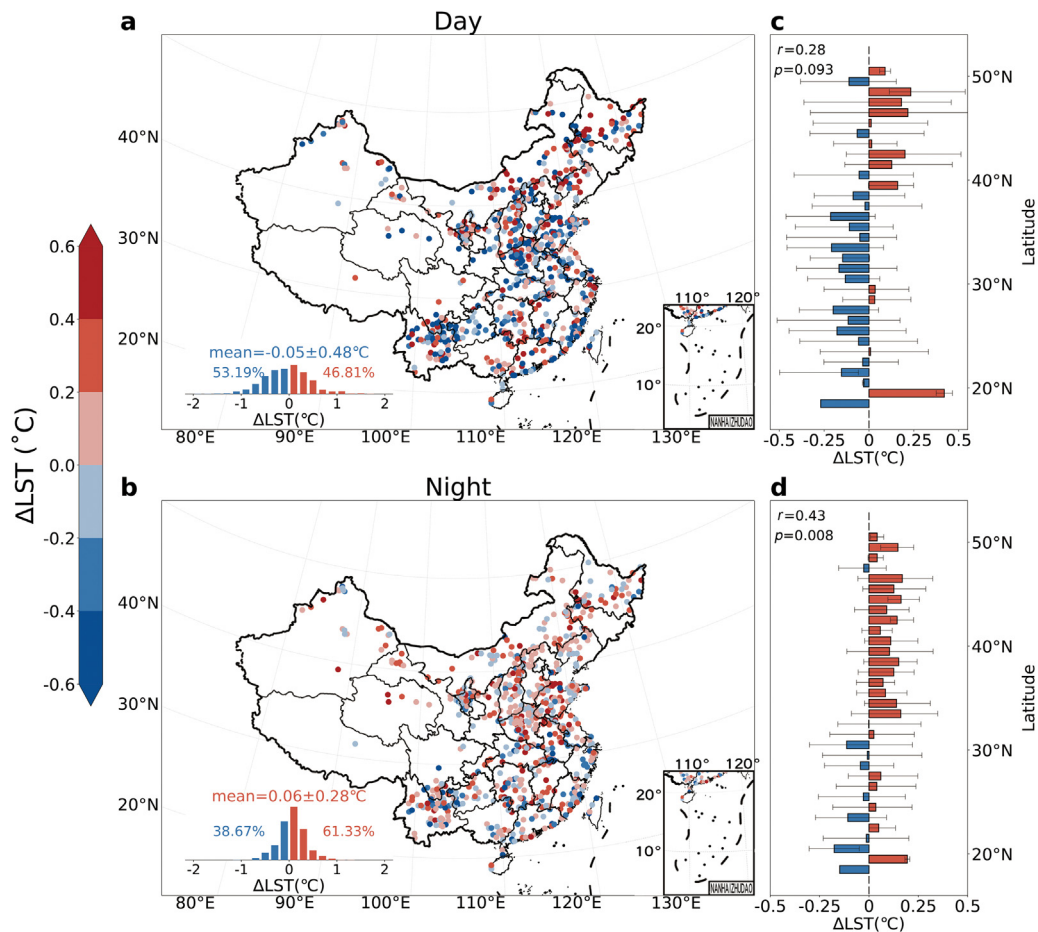 a
Day
c
r=0.28
p=0.093
50°N
40°N
30°N
20°N
Latitude
-0.5
-0.25
0
0.25
0.5
ΔLST(℃)
40°N
30°N
20°N
mean=-0.05±0.48℃
53.19%
46.81%
-2
-1
0
1
2
ΔLST(℃)
110°
120°
20°
10°
NANHAIZHUDAO
80°E
90°E
100°E
110°E
120°E
130°E
ΔLST (˚C)
0.6
0.4
0.2
0.0
-0.2
-0.4
-0.6
b
Night
d
r=0.43
p=0.008
50°N
40°N
30°N
20°N
Latitude
-0.5
-0.25
0
0.25
0.5
ΔLST(℃)
40°N
30°N
20°N
mean=0.06±0.28℃
38.67%
61.33%
-2
-1
0
1
2
ΔLST(℃)
110°
120°
20°
10°
NANHAIZHUDAO
80°E
90°E
100°E
110°E
120°E
130°E